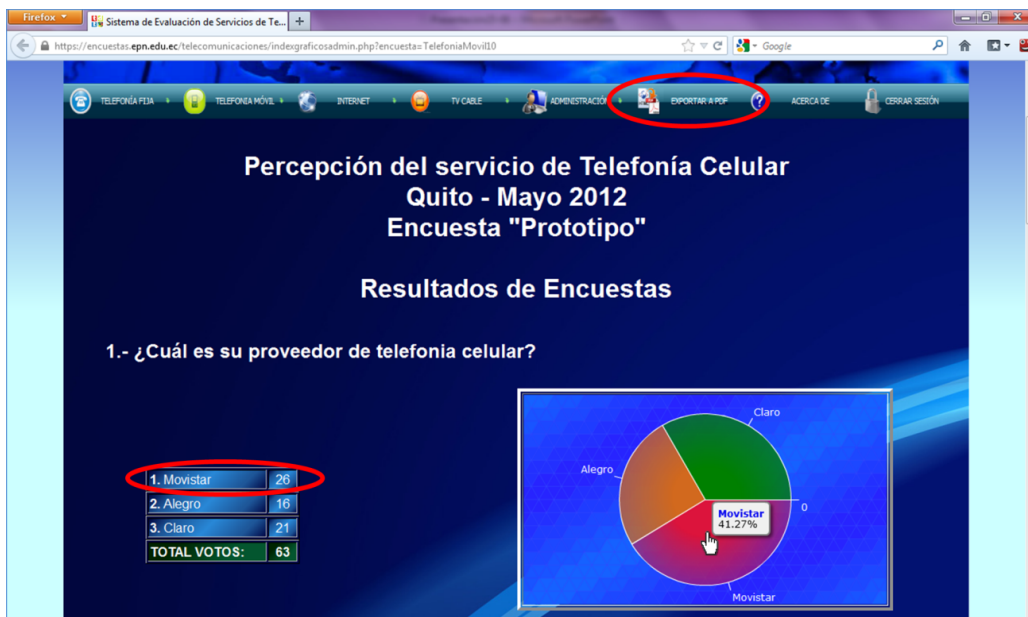 Firefox
Sistema de Evaluación de Servicios de Te...
https://encuestas.epn.edu.ec/telecomunicaciones/indexgraficosadmin.php?encuesta=TelefoniaMovil10
Google
TELEFONÍA FIJA
TELEFONIA MÓVIL
INTERNET
TV CABLE
ADMINISTRACIÓN
EXPORTAR A PDF
ACERCA DE
CERRAR SESIÓN
Percepción del servicio de Telefonía Celular
Quito - Mayo 2012
Encuesta "Prototipo"
Resultados de Encuestas
1.- ¿Cuál es su proveedor de telefonia celular?
1. Movistar 26
2. Alegro 16
3. Claro 21
TOTAL VOTOS: 63
Claro
Alegro
0
Movistar
41.27%
Movistar